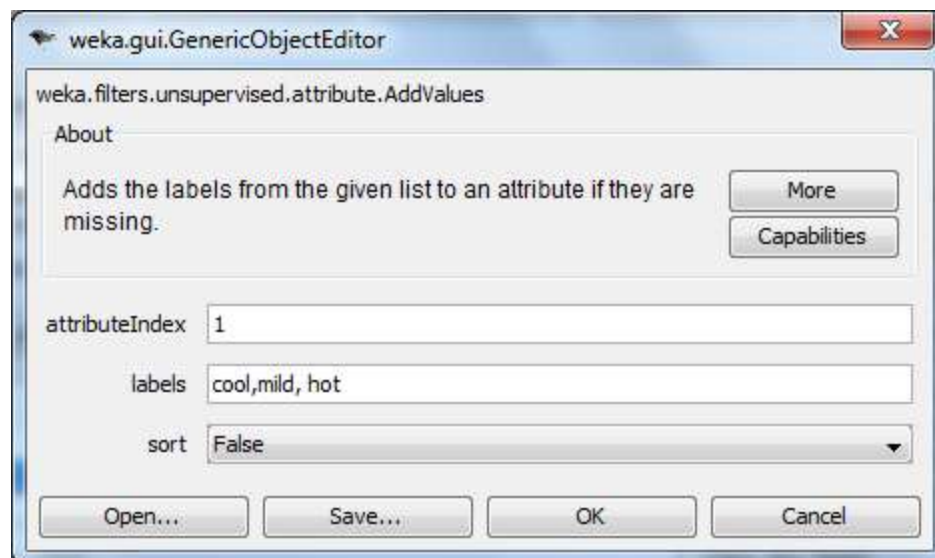 weka.gui.GenericObjectEditor
weka.filters.unsupervised.attribute.AddValues
About
Adds the labels from the given list to an attribute if they are
missing.
More
Capabilities
attributeIndex 1
labels cool,mild, hot
sort False
Open... Save... OK Cancel